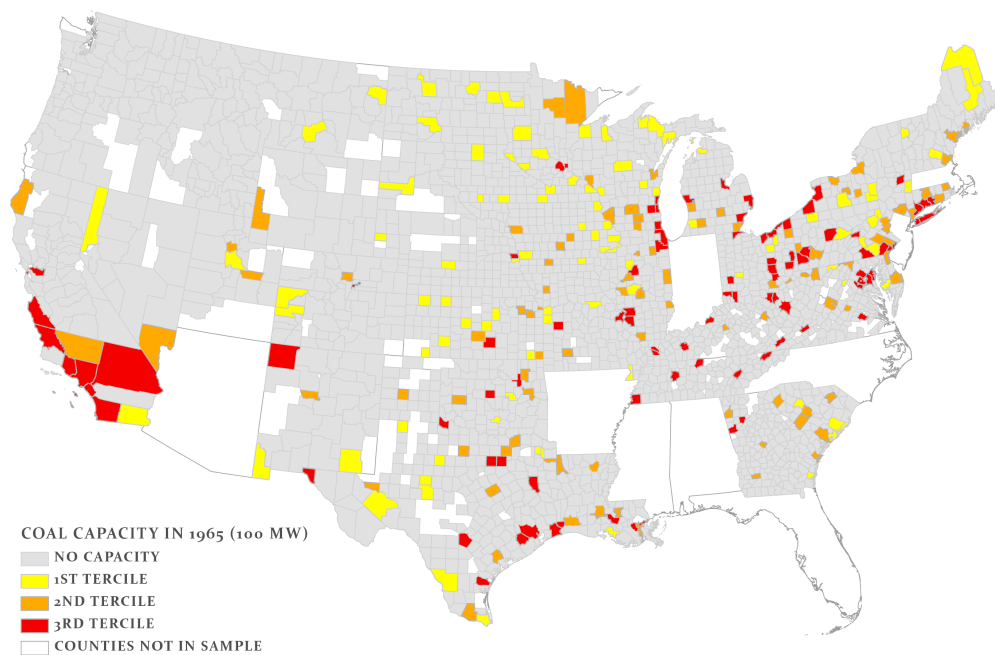 COAL CAPACITY IN 1965 (100 MW)
NO CAPACITY
1ST TERCILE
2ND TERCILE
3RD TERCILE
COUNTIES NOT IN SAMPLE